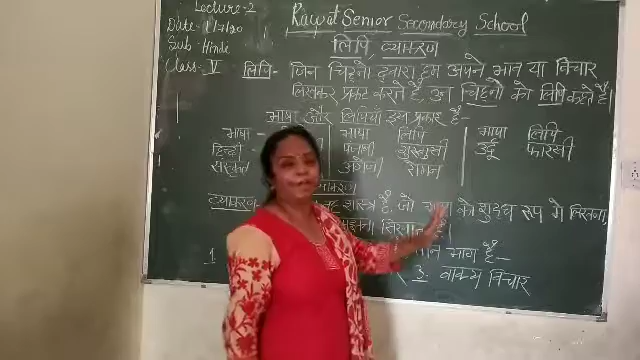 Lecture-2
Rawat Senior Secondary School
Date- 1/7/20
लिपि, व्याकरण
Sub- Hindi
Class- V
लिपि- जिन चिह्नों द्वारा हम अपने भाव या विचार
लिखकर प्रकट करते हैं, उन चिह्नों को लिपि कहते हैं।
भाषा और लिपियाँ इस प्रकार है-
भाषा - भाषा लिपि भाषा लिपि
हिन्दी पंजाबी गुरुमुखी उर्दू फारसी
संस्कृत अंग्रेजी रोमन
व्याकरण- शास्त्र है, जो भाषा को शुद्ध रूप में लिखना,
सिखाता है।
भाग है-
1 3. वाक्य विचार